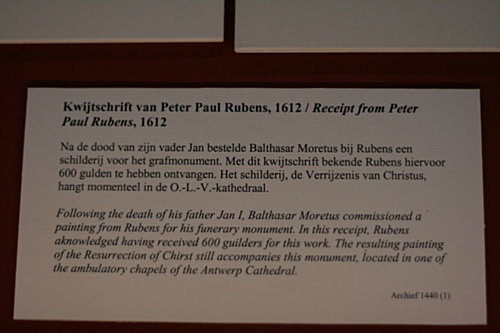 Kwijtschrift van Peter Paul Rubens, 1612 / Receipt from Peter
Paul Rubens, 1612
Na de dood van zijn vader Jan bestelde Balthasar Moretus bij Rubens een
schilderij voor het grafmonument. Met dit kwijtschrift bekende Rubens hiervoor
600 gulden te hebben ontvangen. Het schilderij, de Verrijzenis van Christus,
hangt momenteel in de O.-L.-V.-kathedraal.
Following the death of his father Jan I, Balthasar Moretus commissioned a
painting from Rubens for his funerary monument. In this receipt, Rubens
aknowledged having received 600 guilders for this work. The resulting painting
of the Resurrection of Chirst still accompanies this monument, located in one of
the ambulatory chapels of the Antwerp Cathedral.
Archief 1440 (1)